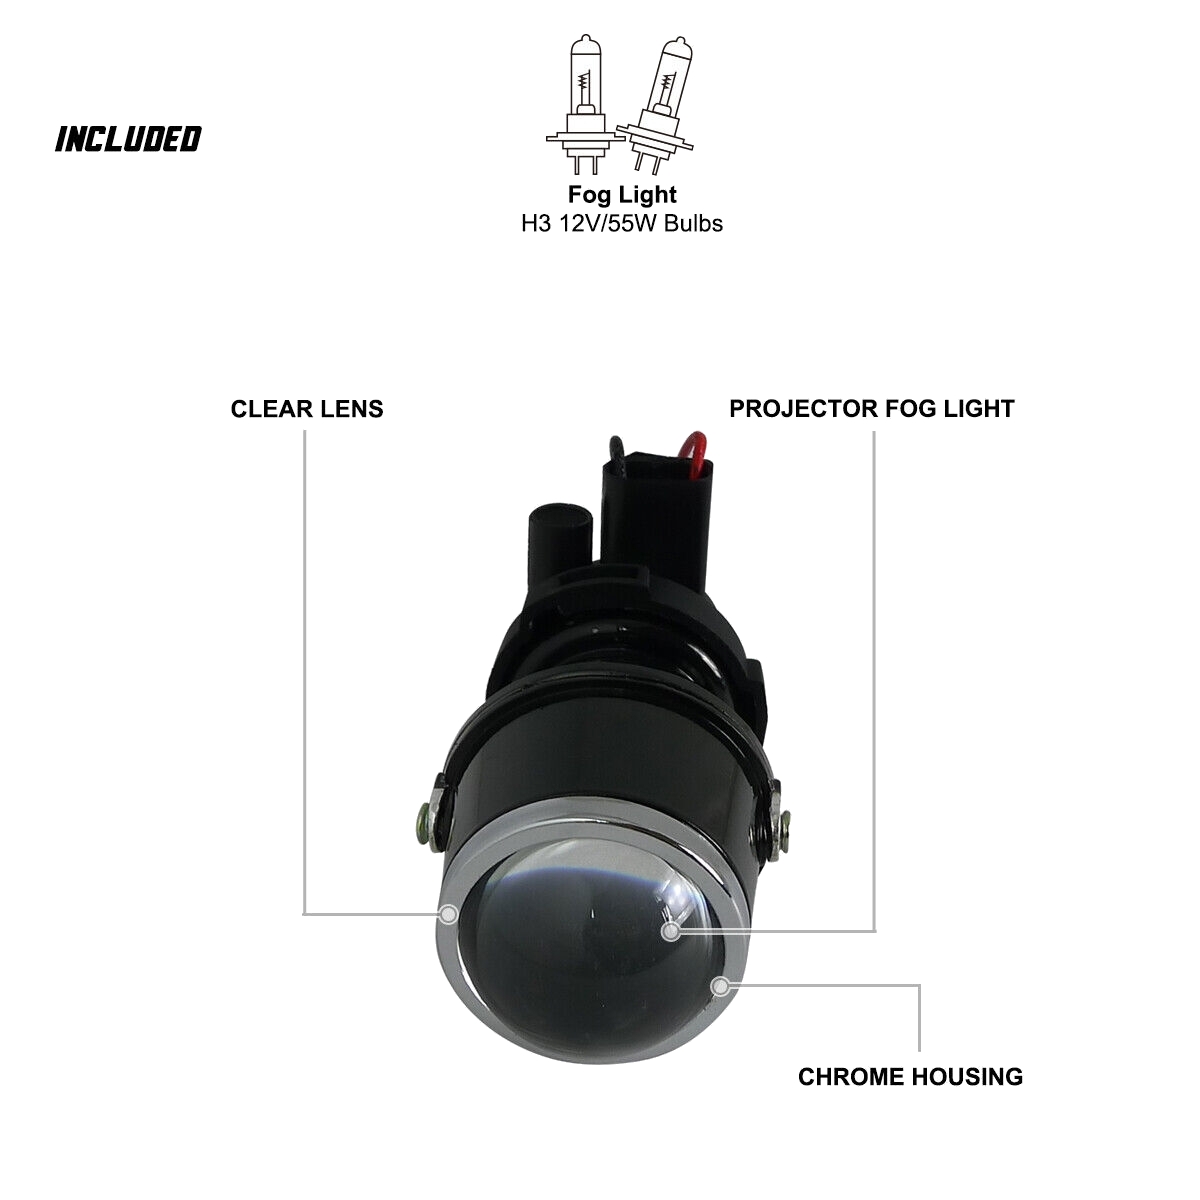 INCLUDED
Fog Light
H3 12V/55W Bulbs
CLEAR LENS
PROJECTOR FOG LIGHT
CHROME HOUSING